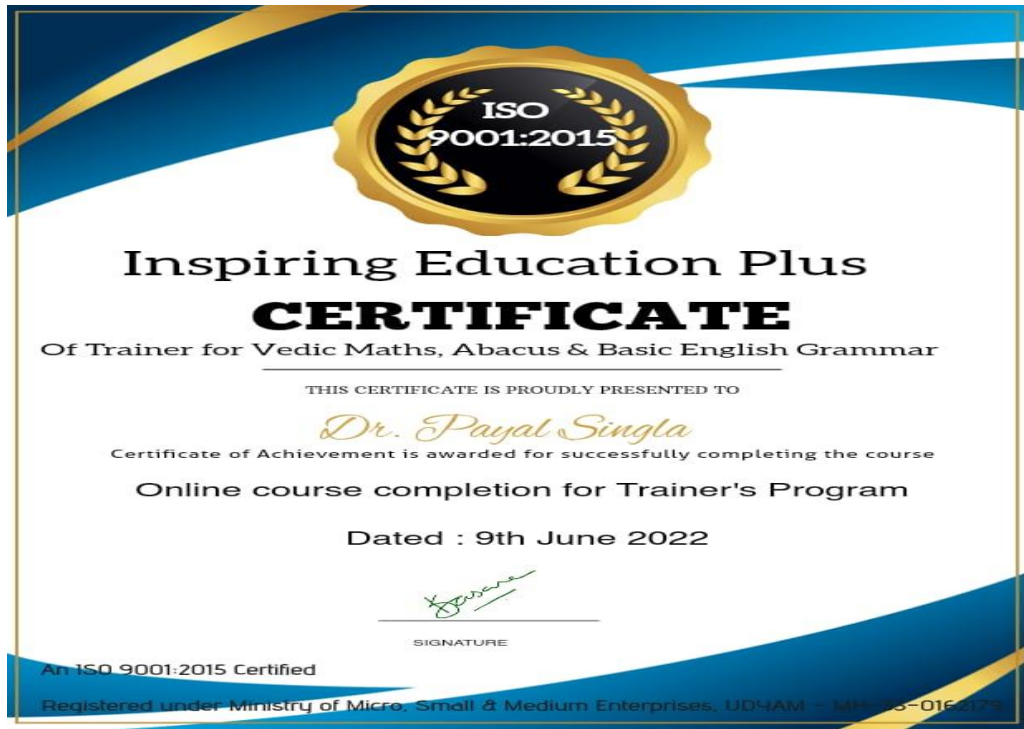 ISO
9001:2015
Inspiring Education Plus
CERTIFICATE
Of Trainer for Vedic Maths, Abacus & Basic English Grammar
THIS CERTIFICATE IS PROUDLY PRESENTED TO
Dr. Payal Singla
Certificate of Achievement is awarded for successfully completing the course
Online course completion for Trainer's Program
Dated : 9th June 2022
SIGNATURE
An ISO 9001:2015 Certified
Registered under Ministry of Micro, Small & Medium Enterprises, UDYAM - MH-33-0162179